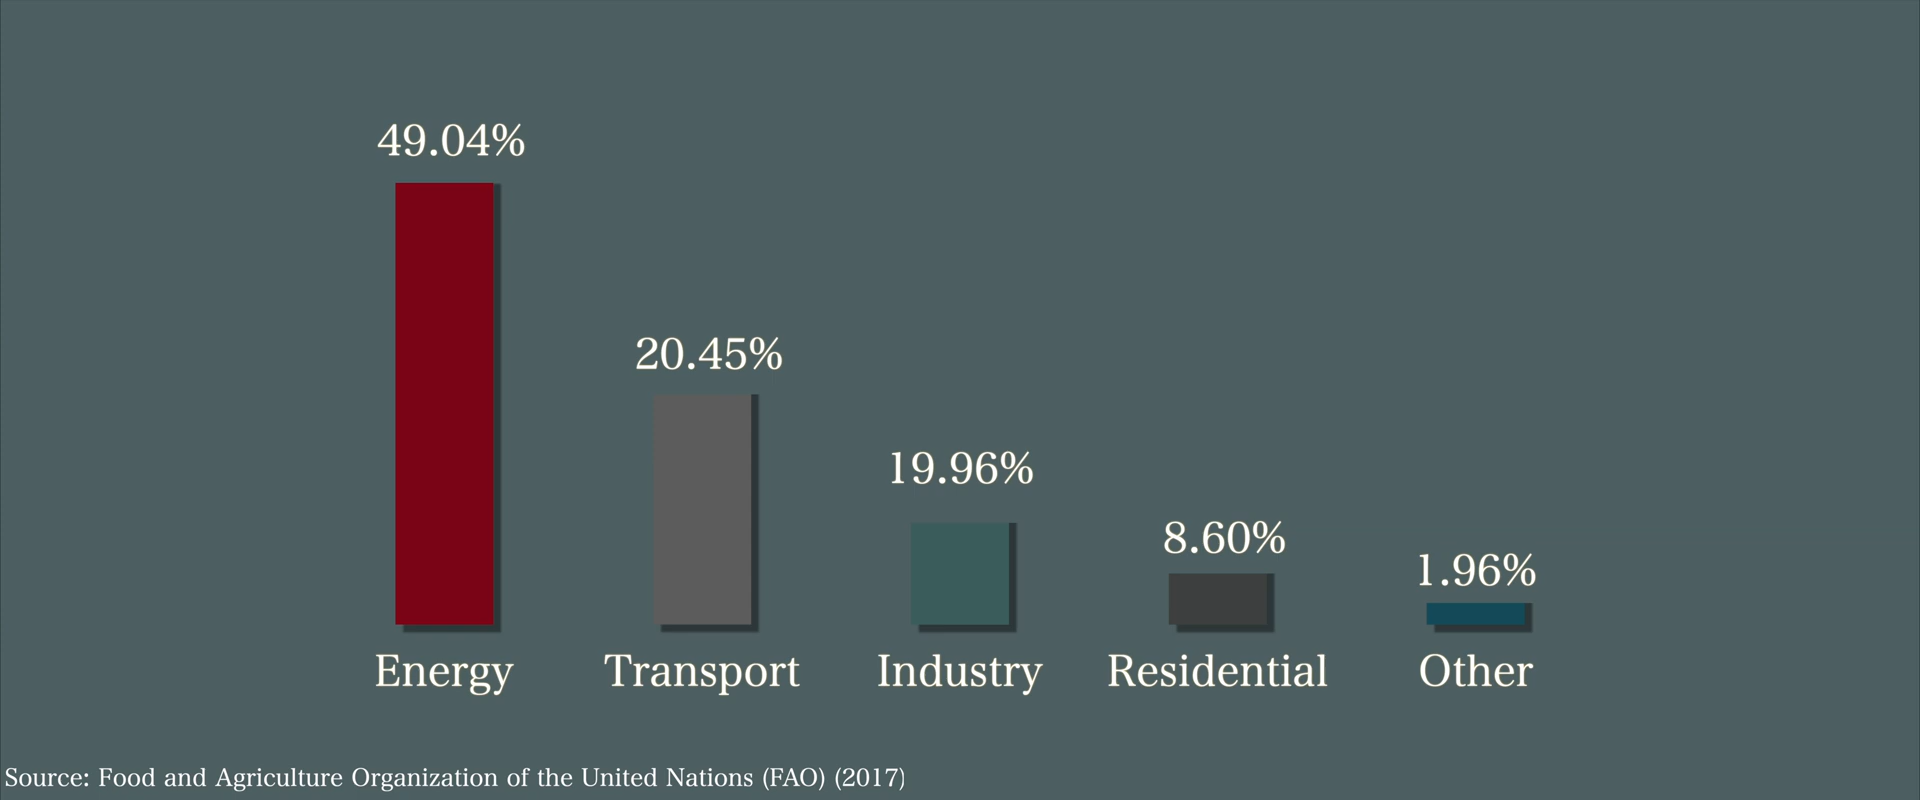 49.04%
20.45%
19.96%
8.60%
1.96%
Energy Transport Industry Residential Other
Source: Food and Agriculture Organization of the United Nations (FAO) (2017)